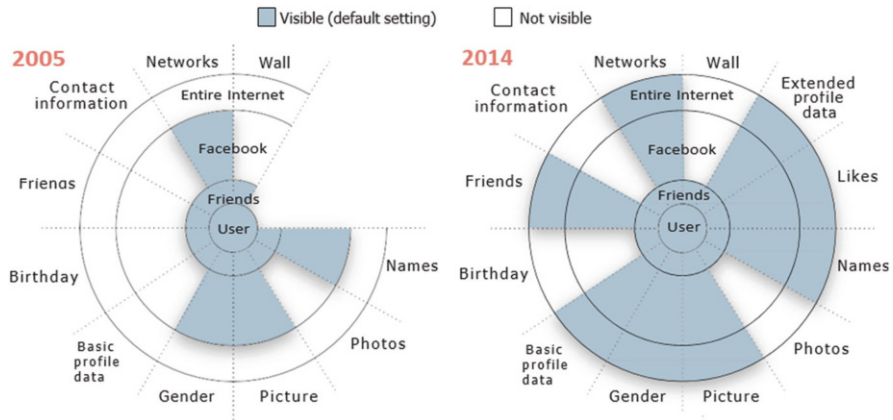 Visible (default setting)
Not visible
2005
Networks
Wall
Contact
information
Entire Internet
Facebook
Friends
Friends
User
Birthday
Names
Basic
profile
data
Photos
Gender
Picture
2014
Networks
Wall
Contact
information
Extended
profile
data
Entire Internet
Facebook
Friends
Friends
Likes
User
Birthday
Names
Basic
profile
data
Photos
Gender
Picture